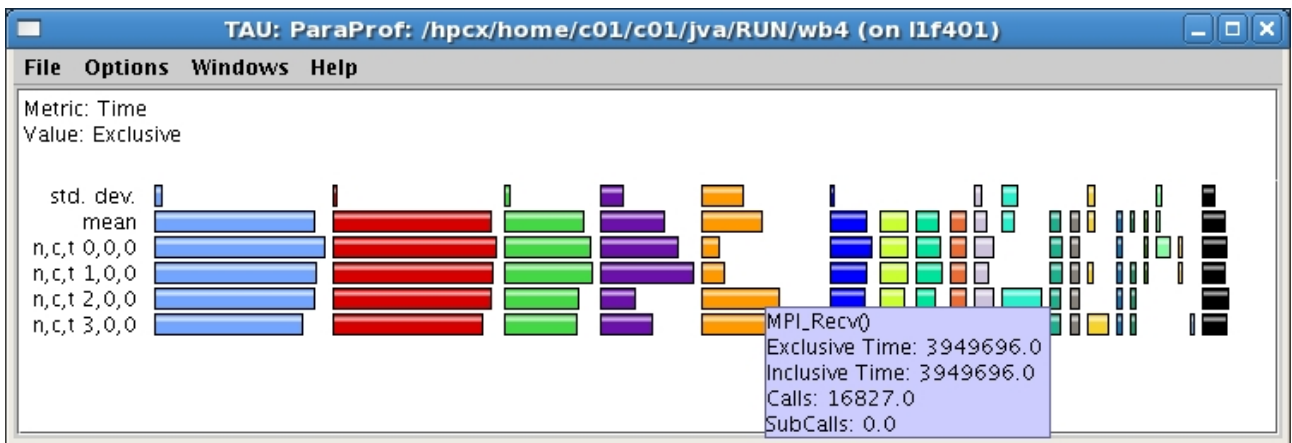 TAU: ParaProf: /hpcx/home/c01/c01/jva/RUN/wb4 (on l1f401)
File Options Windows Help
Metric: Time
Value: Exclusive
std. dev.
mean
n,c,t 0,0,0
n,c,t 1,0,0
n,c,t 2,0,0
n,c,t 3,0,0
MPI_Recv()
Exclusive Time: 3949696.0
Inclusive Time: 3949696.0
Calls: 16827.0
SubCalls: 0.0